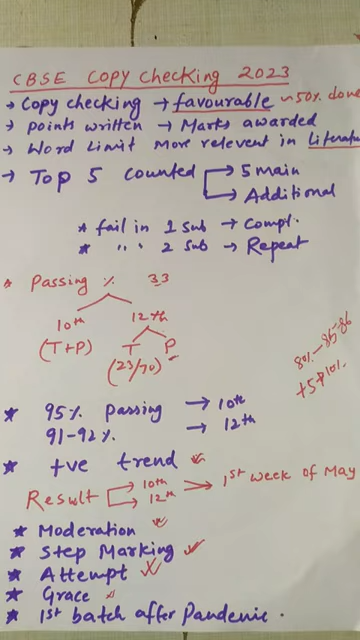 CBSE Copy Checking 2023
→ Copy checking → favourable ~50% done
→ points written → Marks awarded
→ Word Limit More relevent in Literatu
→ Top 5 counted → 5 main
→ Additional
* fail in 1 sub → Compt.
* " " 2 sub → Repeat
* Passing % 33
10th 12th
(T+P) T P
(23/70)
80% - 85-86
+5+10%
* 95% passing → 10th
91-92% → 12th
* +ve trend
Result → 10th → 1st week of May
→ 12th
* Moderation
* Step Marking ✓
* Attempt
* Grace
* 1st batch after Pandemic.